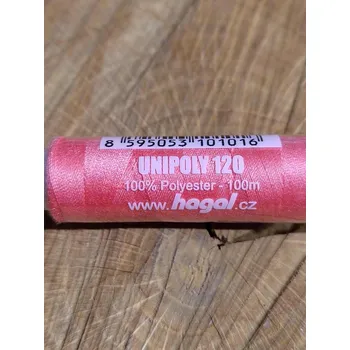 8 595053 101016
UNIPOLY 120
100% Polyester - 100m
www.hagal.cz